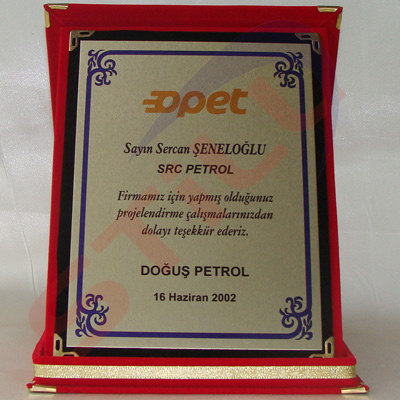 opet
Sayın Sercan ŞENELOĞLU
SRC PETROL
Firmamız için yapmış olduğunuz
projelendirme çalışmalarınızdan
dolayı teşekkür ederiz.
DOĞUŞ PETROL
16 Haziran 2002